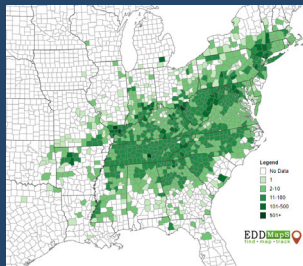 Legend
No Data
1
2-10
11-100
101-500
501+
EDDMapS
find • map • track